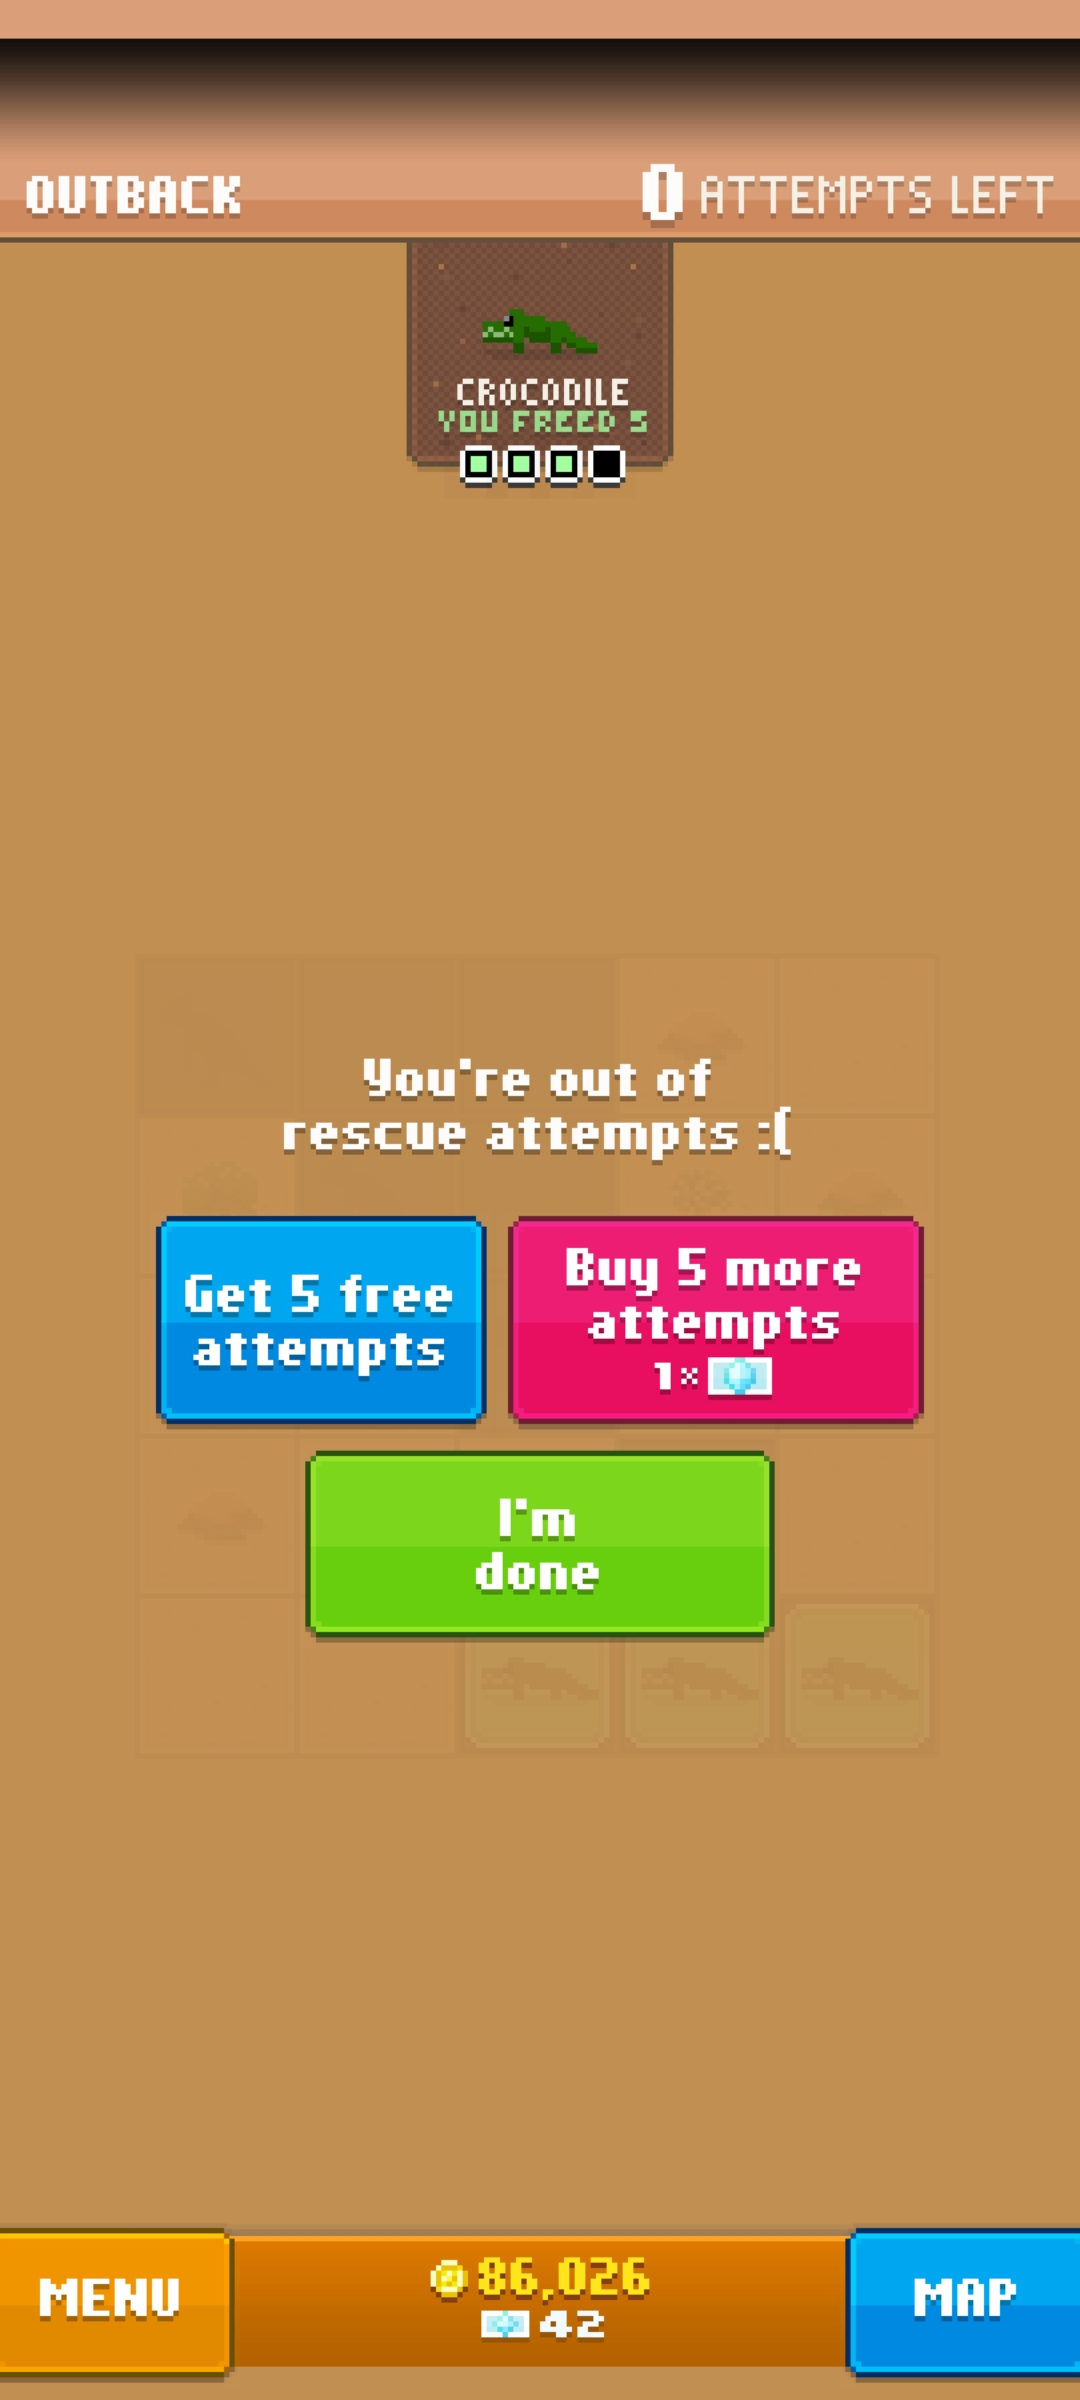 OUTBACK
0 ATTEMPTS LEFT
CROCODILE
YOU FREED 5
You're out of
rescue attempts :(
Get 5 free
attempts
Buy 5 more
attempts
1×
I'm
done
MENU
86,026
42
MAP